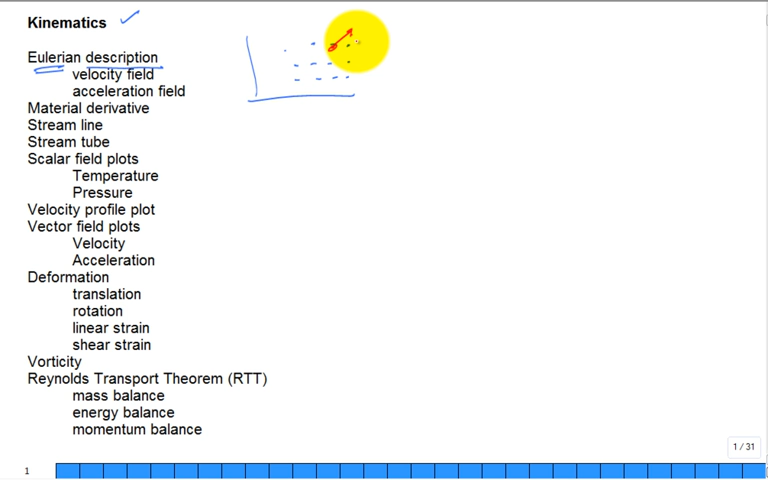 Kinematics
Eulerian description
velocity field
acceleration field
Material derivative
Stream line
Stream tube
Scalar field plots
Temperature
Pressure
Velocity profile plot
Vector field plots
Velocity
Acceleration
Deformation
translation
rotation
linear strain
shear strain
Vorticity
Reynolds Transport Theorem (RTT)
mass balance
energy balance
momentum balance
1 / 31
1